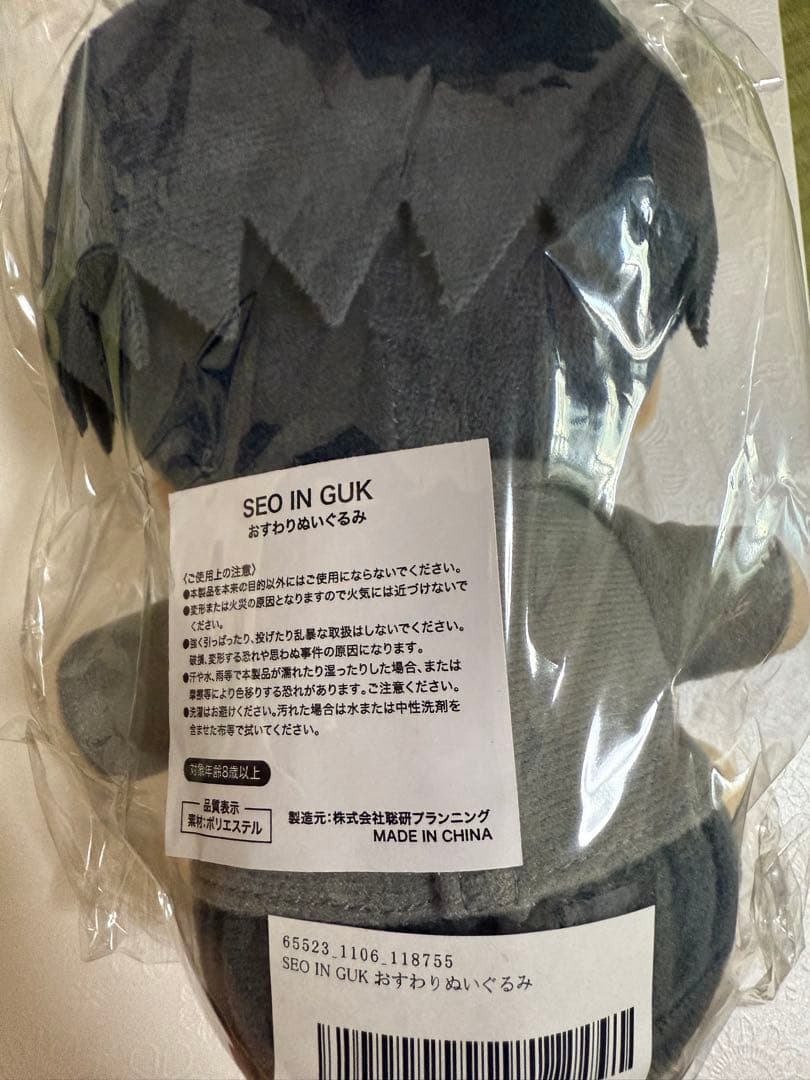 SEO IN GUK
おすわりぬいぐるみ
〈ご使用上の注意〉
●本製品を本来の目的以外にはご使用にならないでください。
●変形または火災の原因となりますので火気には近づけないで
ください。
●強く引っぱったり、投げたり乱暴な取扱はしないでください。
破損、変形する恐れや思わぬ事件の原因になります。
●汗や水、雨等で本製品が濡れたり湿ったりした場合、または
摩擦等により色移りする恐れがあります。ご注意ください。
●洗濯はお避けください。汚れた場合は水または中性洗剤を
含ませた布等で拭いてください。
対象年齢8歳以上
品質表示
素材:ポリエステル
製造元:株式会社聡研プランニング
MADE IN CHINA
65523_1106_118755
SEO IN GUK おすわりぬいぐるみ